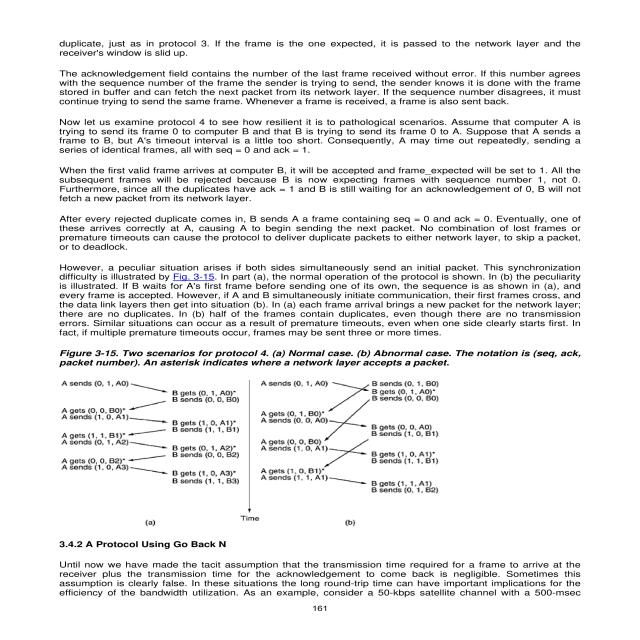 duplicate, just as in protocol 3. If the frame is the one expected, it is passed to the network layer and the
receiver's window is slid up.
The acknowledgement field contains the number of the last frame received without error. If this number agrees
with the sequence number of the frame the sender is trying to send, the sender knows it is done with the frame
stored in buffer and can fetch the next packet from its network layer. If the sequence number disagrees, it must
continue trying to send the same frame. Whenever a frame is received, a frame is also sent back.
Now let us examine protocol 4 to see how resilient it is to pathological scenarios. Assume that computer A is
trying to send its frame 0 to computer B and that B is trying to send its frame 0 to A. Suppose that A sends a
frame to B, but A's timeout interval is a little too short. Consequently, A may time out repeatedly, sending a
series of identical frames, all with seq = 0 and ack = 1.
When the first valid frame arrives at computer B, it will be accepted and frame_expected will be set to 1. All the
subsequent frames will be rejected because B is now expecting frames with sequence number 1, not 0.
Furthermore, since all the duplicates have ack = 1 and B is still waiting for an acknowledgement of 0, B will not
fetch a new packet from its network layer.
After every rejected duplicate comes in, B sends A a frame containing seq = 0 and ack = 0. Eventually, one of
these arrives correctly at A, causing A to begin sending the next packet. No combination of lost frames or
premature timeouts can cause the protocol to deliver duplicate packets to either network layer, to skip a packet,
or to deadlock.
However, a peculiar situation arises if both sides simultaneously send an initial packet. This synchronization
difficulty is illustrated by Fig. 3-15. In part (a), the normal operation of the protocol is shown. In (b) the peculiarity
is illustrated. If B waits for A's first frame before sending one of its own, the sequence is as shown in (a), and
every frame is accepted. However, if A and B simultaneously initiate communication, their first frames cross, and
the data link layers then get into situation (b). In (a) each frame arrival brings a new packet for the network layer;
there are no duplicates. In (b) half of the frames contain duplicates, even though there are no transmission
errors. Similar situations can occur as a result of premature timeouts, even when one side clearly starts first. In
fact, if multiple premature timeouts occur, frames may be sent three or more times.
Figure 3-15. Two scenarios for protocol 4. (a) Normal case. (b) Abnormal case. The notation is (seq, ack,
packet number). An asterisk indicates where a network layer accepts a packet.
A sends (0, 1, A0)
B gets (0, 1, A0)*
B sends (0, 0, B0)
A gets (0, 0, B0)*
A sends (1, 0, A1)
B gets (1, 0, A1)*
B sends (1, 1, B1)
A gets (1, 1, B1)*
A sends (0, 1, A2)
B gets (0, 1, A2)*
B sends (0, 0, B2)
A gets (0, 0, B2)*
A sends (1, 0, A3)
B gets (1, 0, A3)*
B sends (1, 1, B3)
(a)
Time
A sends (0, 1, A0)
B sends (0, 1, B0)
B gets (0, 1, A0)*
B sends (0, 0, B0)
A gets (0, 1, B0)*
A sends (0, 0, A0)
B gets (0, 0, A0)
B sends (1, 0, B1)
A gets (0, 0, B0)
A sends (1, 0, A1)
B gets (1, 0, A1)*
B sends (1, 1, B1)
A gets (1, 0, B1)*
A sends (1, 1, A1)
B gets (1, 1, A1)
B sends (0, 1, B2)
(b)
3.4.2 A Protocol Using Go Back N
Until now we have made the tacit assumption that the transmission time required for a frame to arrive at the
receiver plus the transmission time for the acknowledgement to come back is negligible. Sometimes this
assumption is clearly false. In these situations the long round-trip time can have important implications for the
efficiency of the bandwidth utilization. As an example, consider a 50-kbps satellite channel with a 500-msec
161